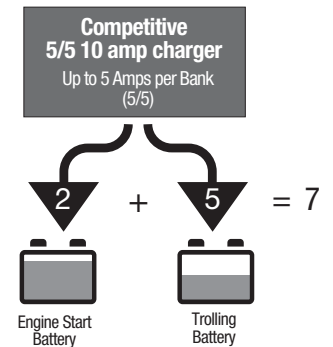 Competitive
5/5 10 amp charger
Up to 5 Amps per Bank
(5/5)
2 + 5 = 7
Engine Start
Battery
Trolling
Battery